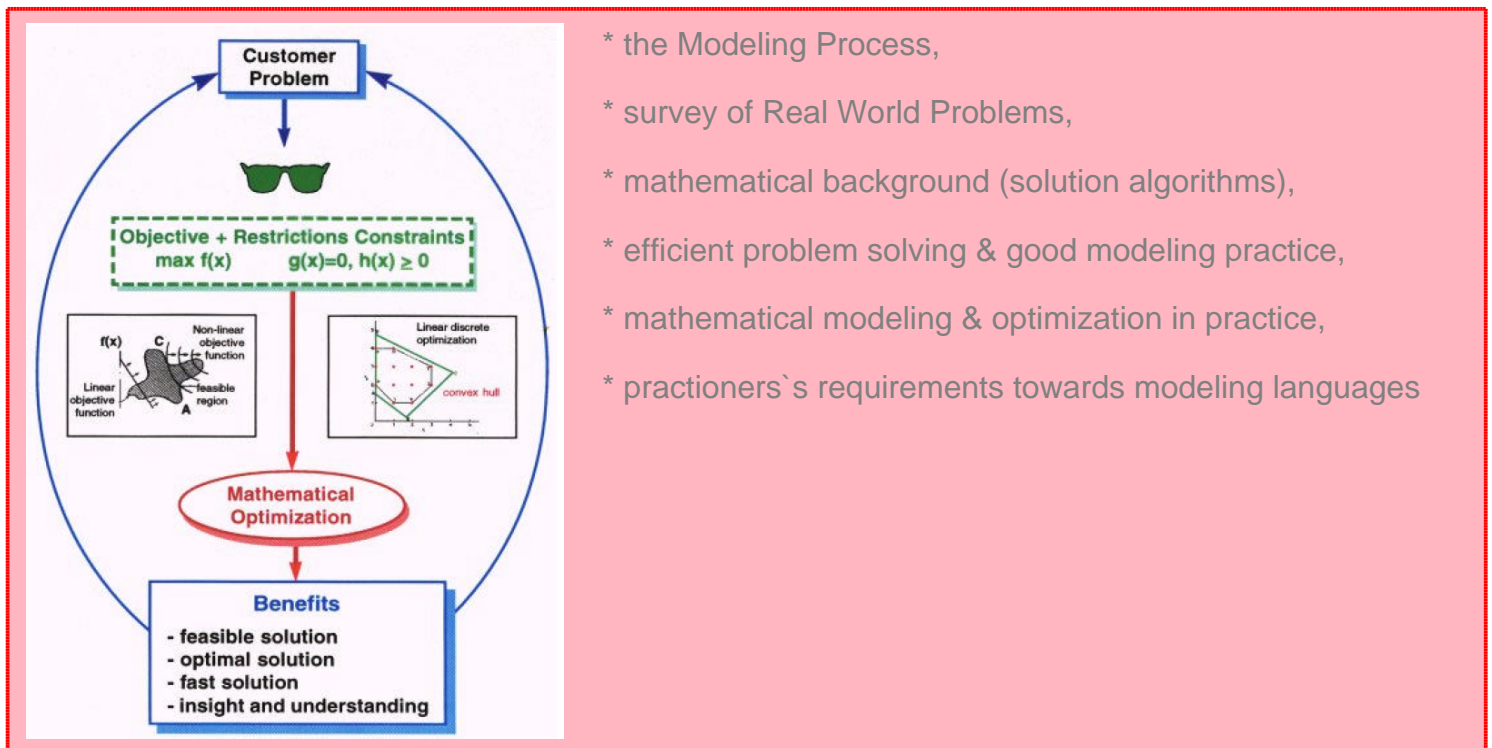 Customer
Problem
Objective + Restrictions Constraints
max f(x) g(x)=0, h(x) ≥ 0
f(x)
C
Non-linear
objective
function
Linear
objective
function
feasible
region
A
Linear discrete
optimization
convex hull
Mathematical
Optimization
Benefits
- feasible solution
- optimal solution
- fast solution
- insight and understanding
* the Modeling Process,
* survey of Real World Problems,
* mathematical background (solution algorithms),
* efficient problem solving & good modeling practice,
* mathematical modeling & optimization in practice,
* practioners`s requirements towards modeling languages